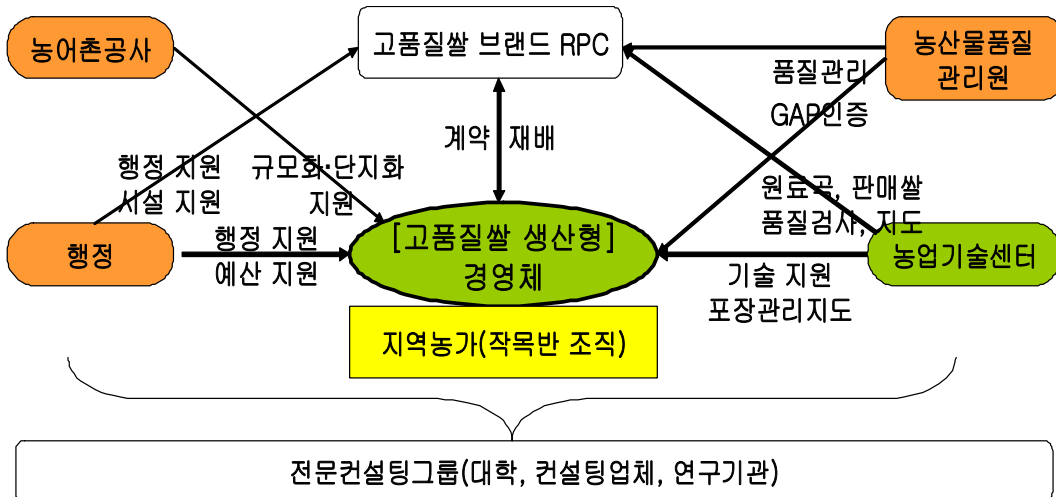 농어촌공사
고품질쌀 브랜드 RPC
농산물품질
관리원
품질관리
GAP인증
계약 재배
행정 지원
시설 지원
규모화·단지화
지원
원료곡, 판매쌀
품질검사, 지도
행정
행정 지원
예산 지원
[고품질쌀 생산형]
경영체
농업기술센터
기술 지원
포장관리지도
지역농가(작목반 조직)
전문컨설팅그룹(대학, 컨설팅업체, 연구기관)